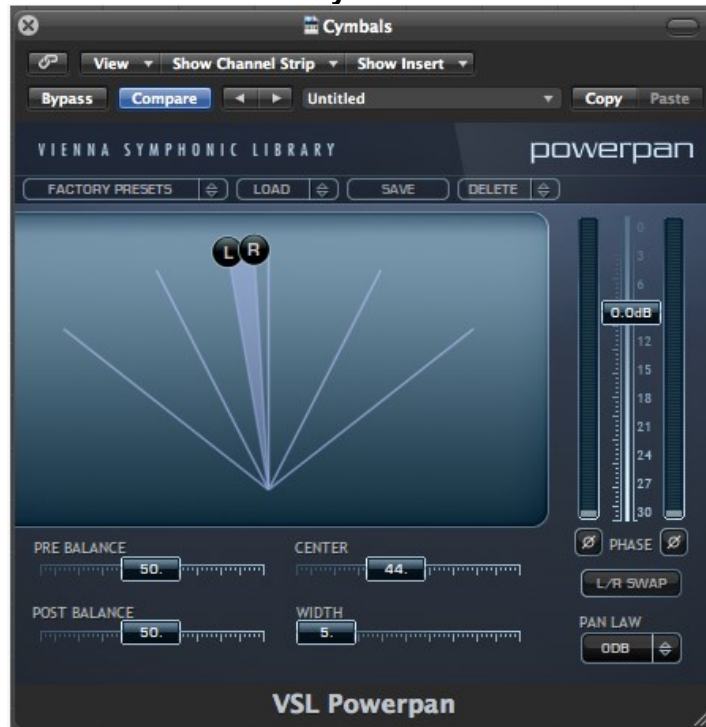 Cymbals
View Show Channel Strip Show Insert
Bypass Compare Untitled Copy Paste
VIENNA SYMPHONIC LIBRARY powerpan
FACTORY PRESETS LOAD SAVE DELETE
L R
0
3
6
0.0dB
12
15
18
21
24
27
30
PRE BALANCE CENTER Ø PHASE Ø
50. 44.
L/R SWAP
POST BALANCE WIDTH
50. 5.
PAN LAW
0DB
VSL Powerpan